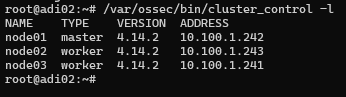 root@adi02:~# /var/ossec/bin/cluster_control -l
NAME    TYPE    VERSION  ADDRESS
node01  master  4.14.2   10.100.1.242
node02  worker  4.14.2   10.100.1.243
node03  worker  4.14.2   10.100.1.241
root@adi02:~#